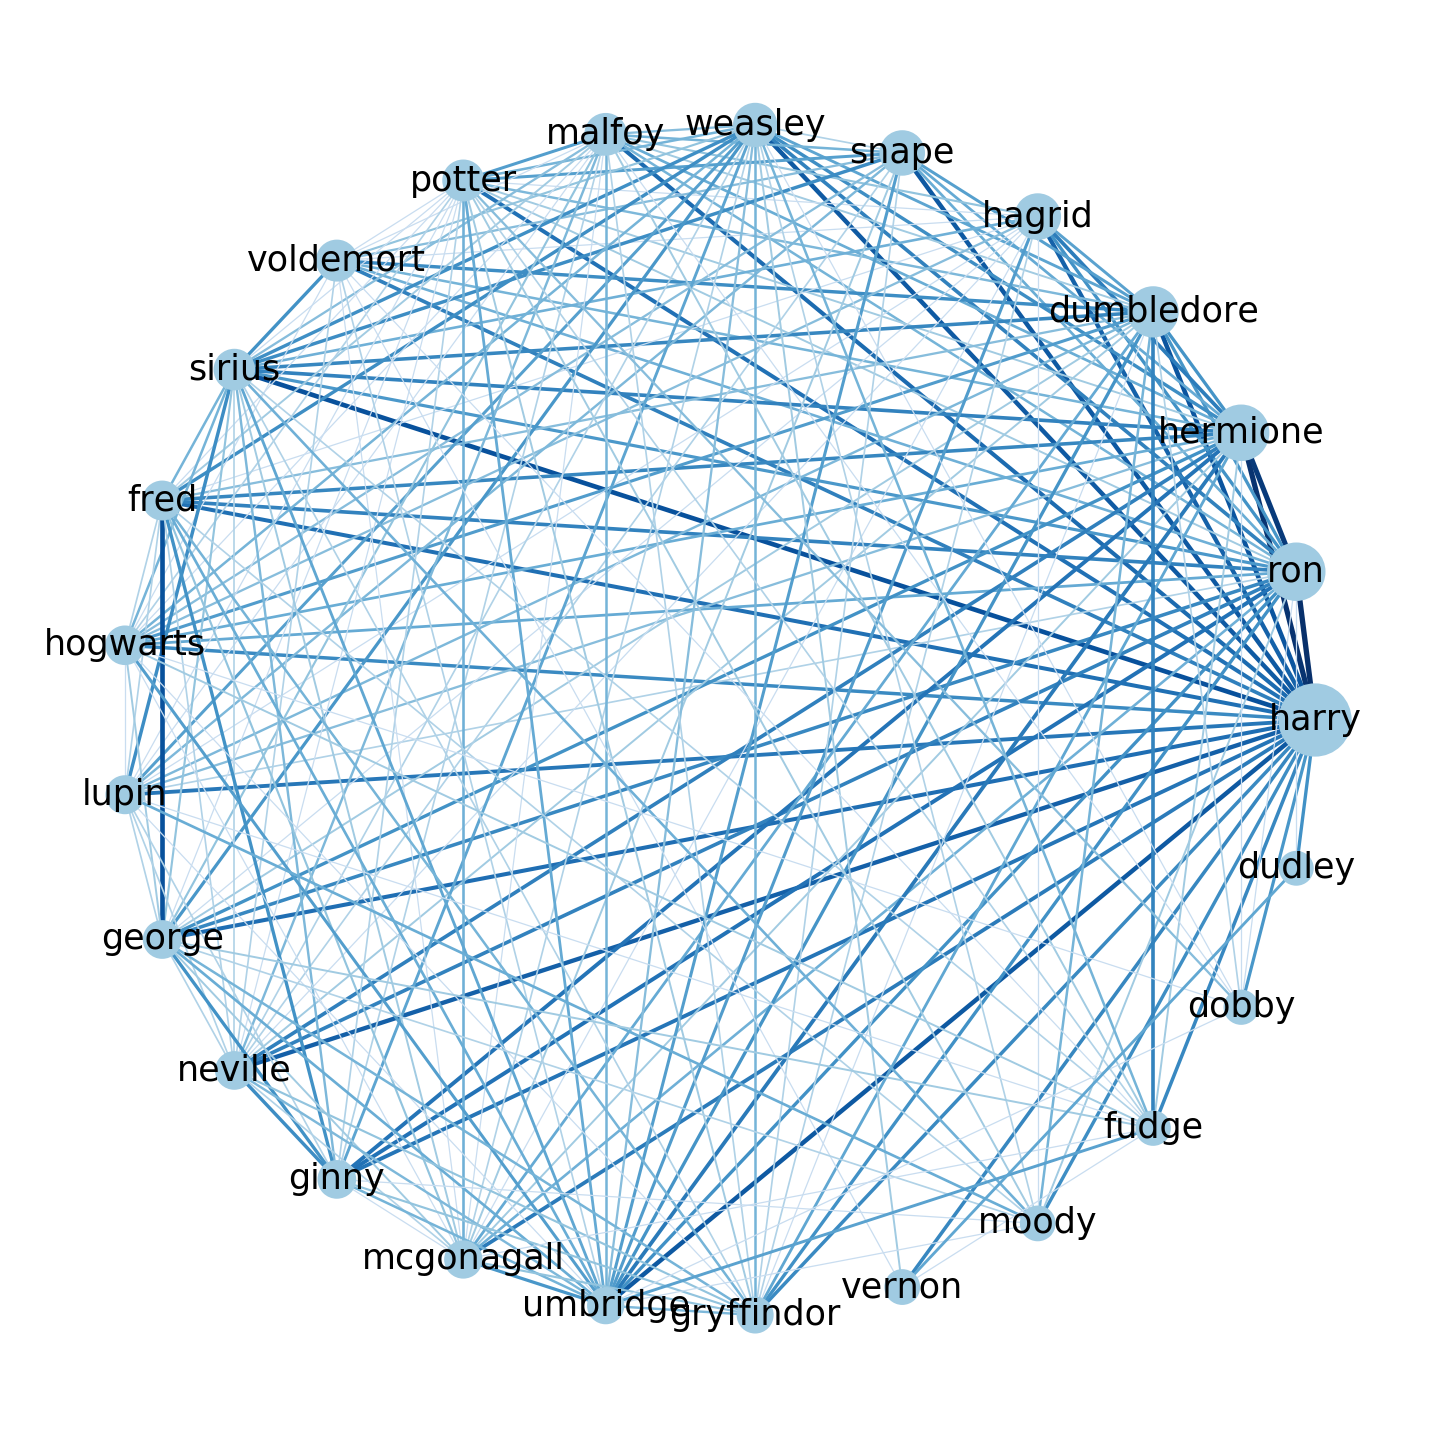 malfoy
weasley
snape
potter
hagrid
voldemort
dumbledore
sirius
hermione
fred
ron
hogwarts
harry
lupin
dudley
george
dobby
neville
fudge
ginny
moody
mcgonagall
vernon
umbridge
gryffindor